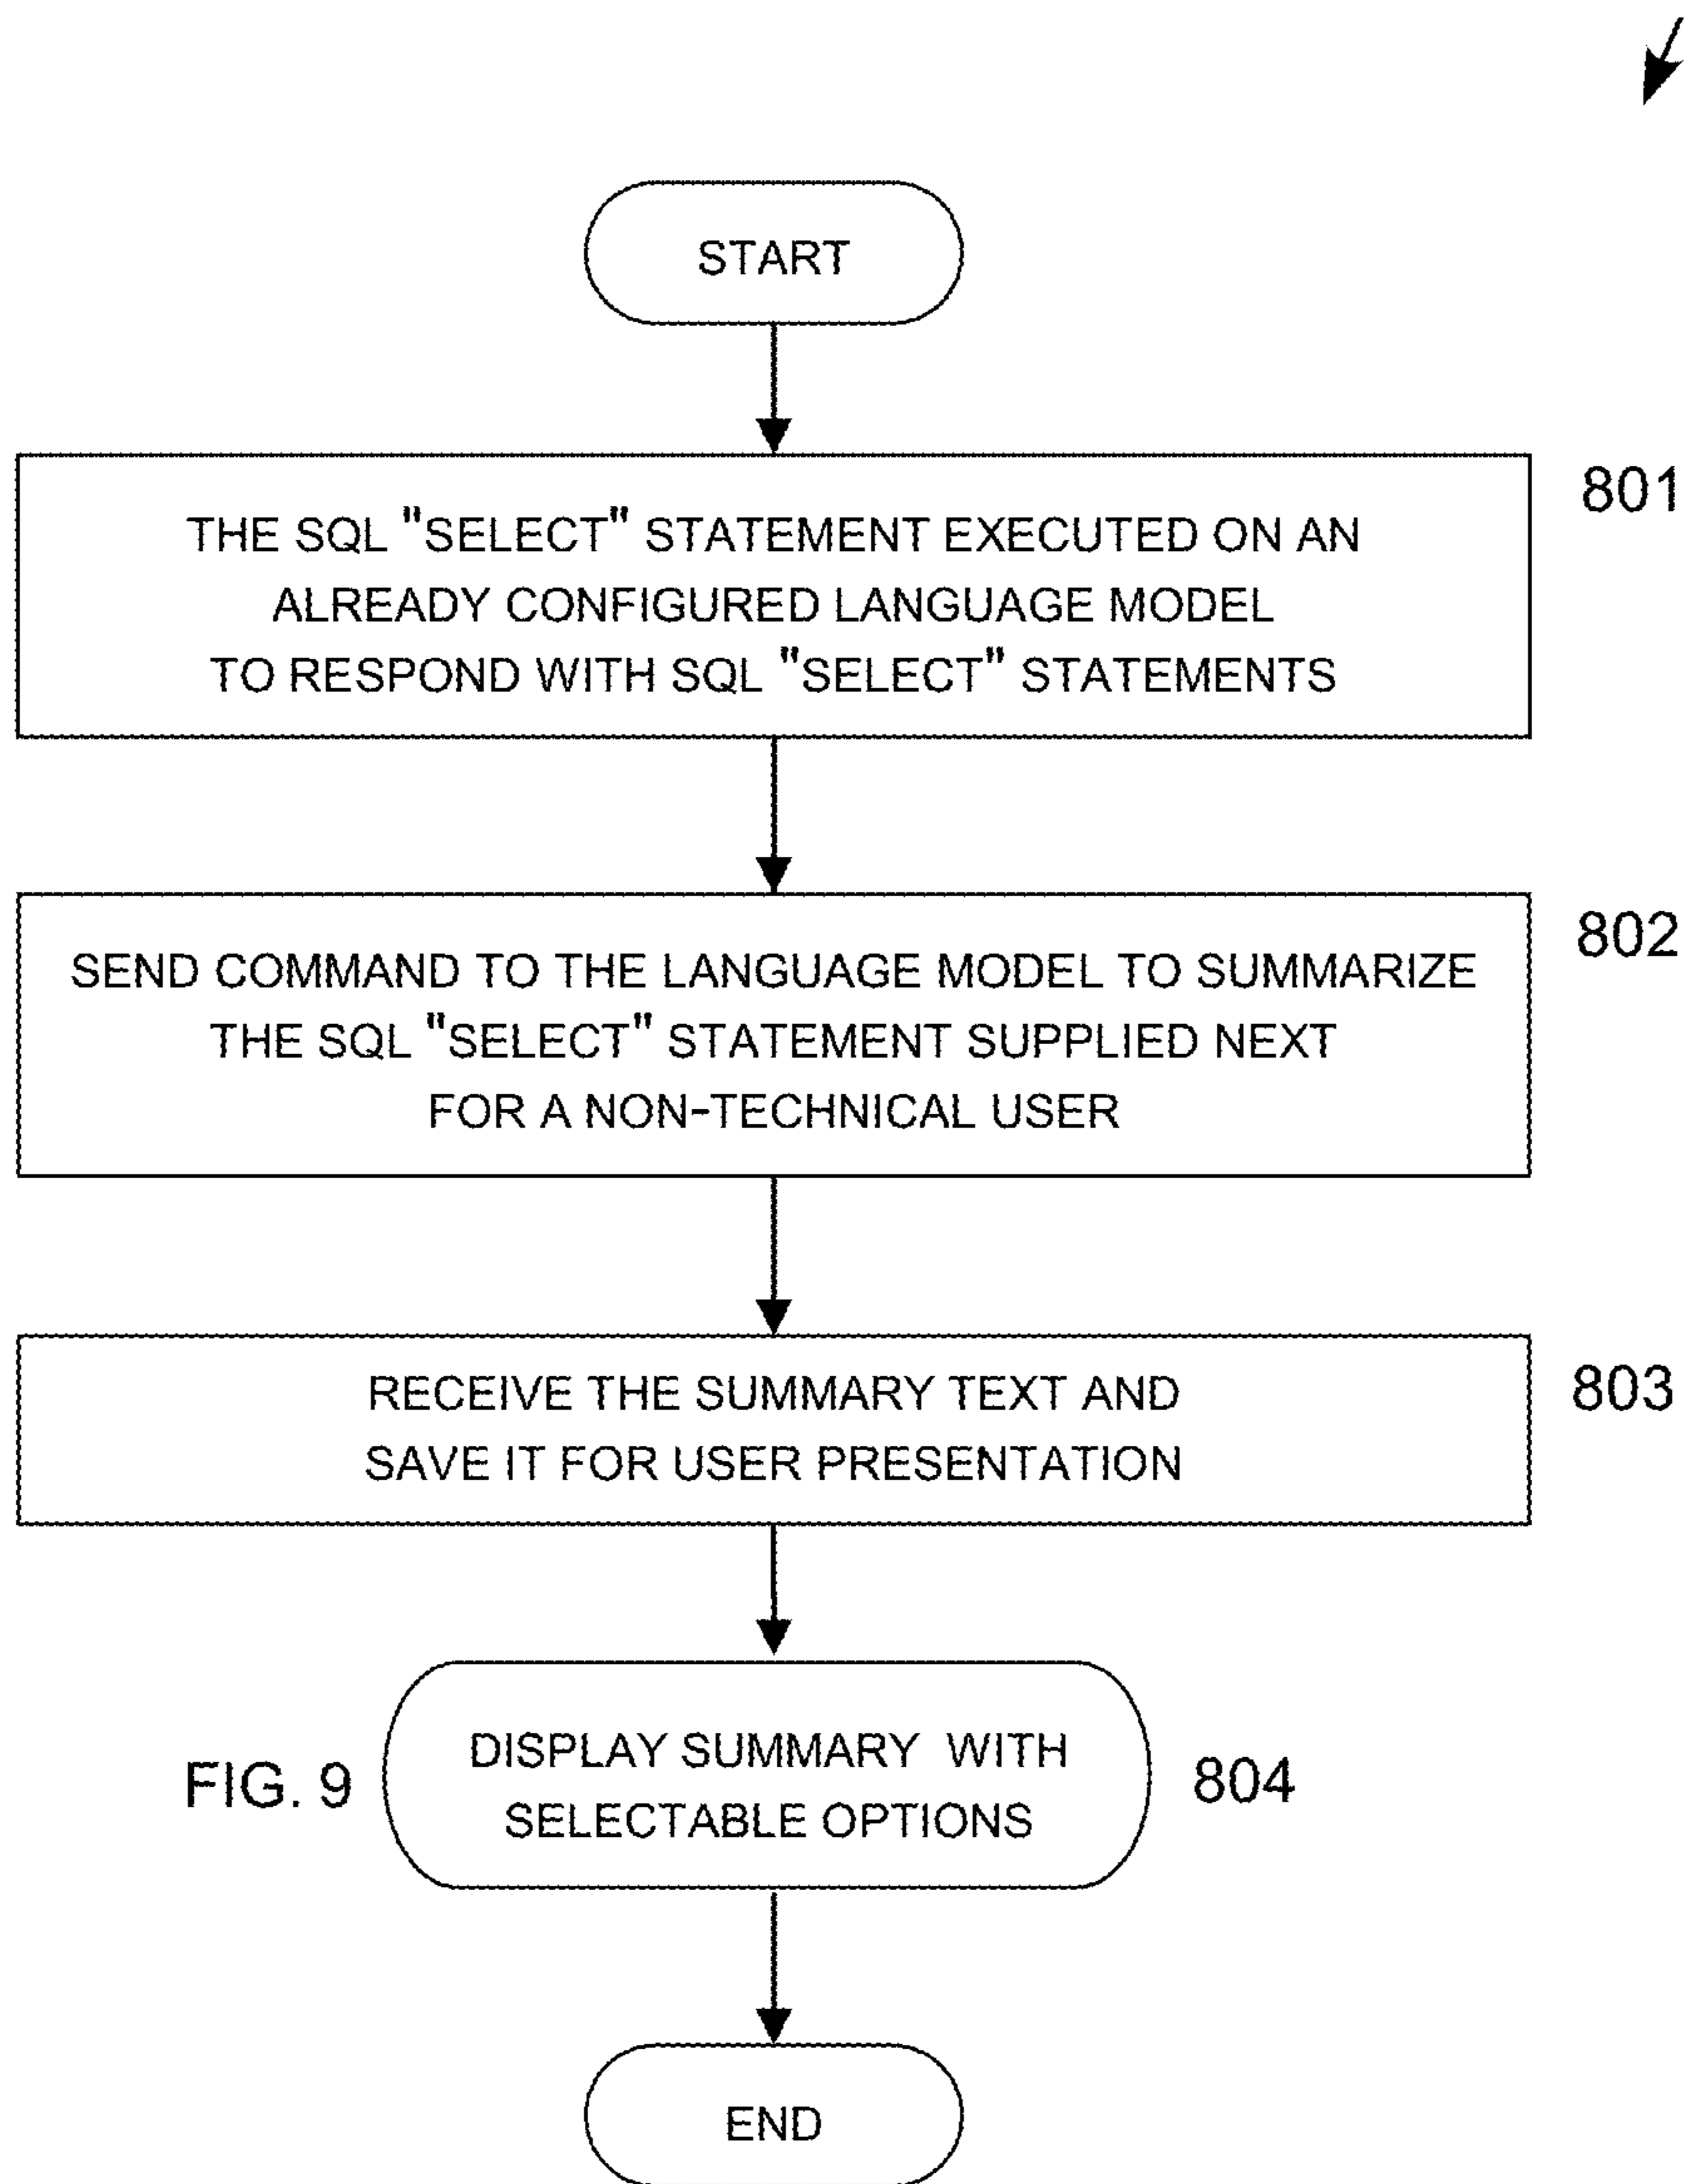 START
801
THE SQL "SELECT" STATEMENT EXECUTED ON AN
ALREADY CONFIGURED LANGUAGE MODEL
TO RESPOND WITH SQL "SELECT" STATEMENTS
802
SEND COMMAND TO THE LANGUAGE MODEL TO SUMMARIZE
THE SQL "SELECT" STATEMENT SUPPLIED NEXT
FOR A NON-TECHNICAL USER
803
RECEIVE THE SUMMARY TEXT AND
SAVE IT FOR USER PRESENTATION
DISPLAY SUMMARY WITH
SELECTABLE OPTIONS
804
FIG. 9
END